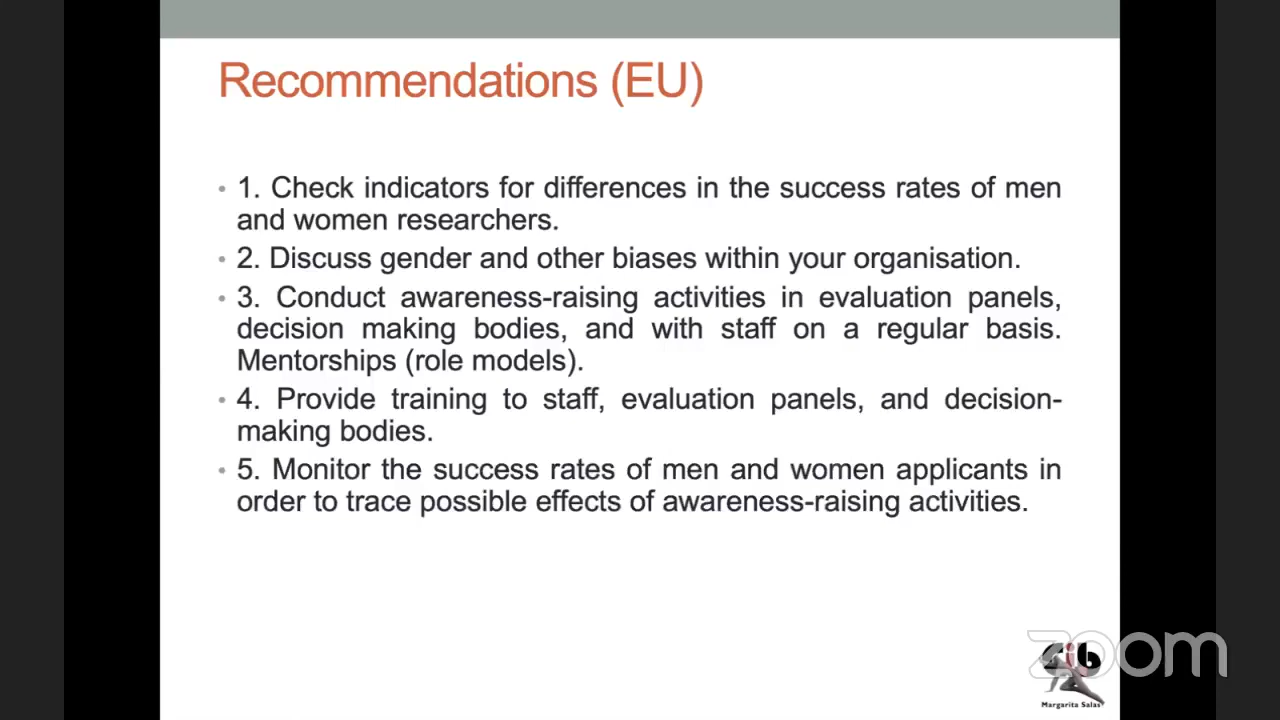 Recommendations (EU)
• 1. Check indicators for differences in the success rates of men
and women researchers.
• 2. Discuss gender and other biases within your organisation.
• 3. Conduct awareness-raising activities in evaluation panels,
decision making bodies, and with staff on a regular basis.
Mentorships (role models).
• 4. Provide training to staff, evaluation panels, and decision-
making bodies.
• 5. Monitor the success rates of men and women applicants in
order to trace possible effects of awareness-raising activities.
zoom
Margarita Salas